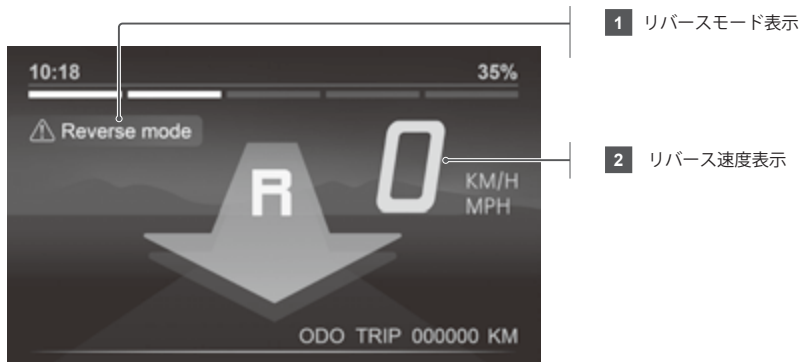 1 リバースモード表示
10:18 35%
⚠ Reverse mode
R 0 KM/H
MPH
2 リバース速度表示
ODO TRIP 000000 KM